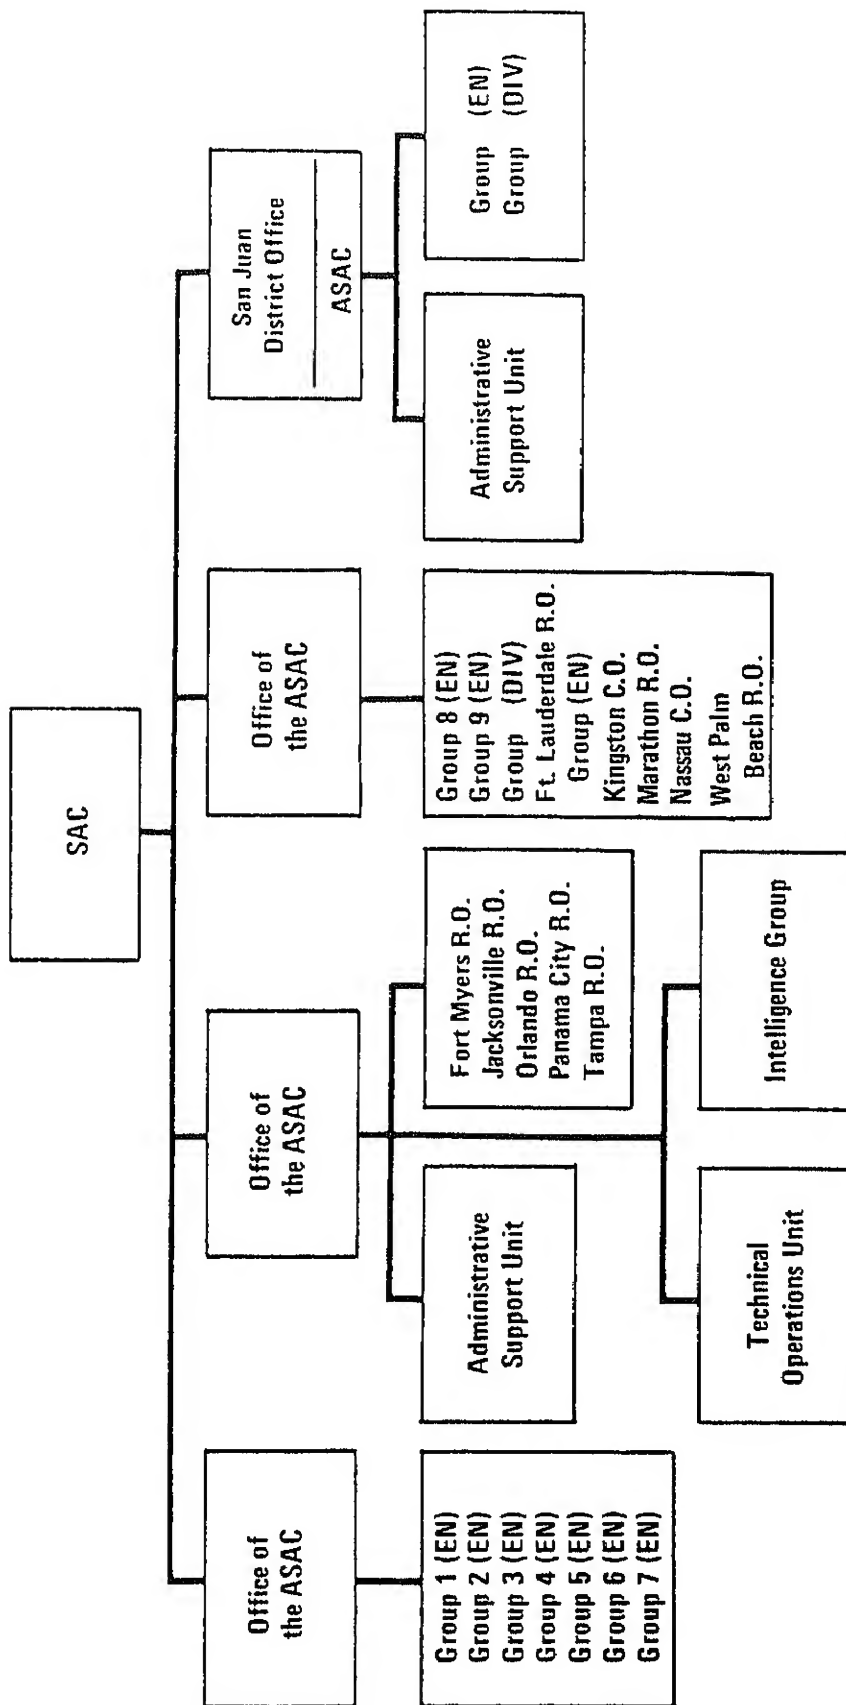 SAC
Office of
the ASAC
Office of
the ASAC
Office of
the ASAC
San Juan
District Office
ASAC
Group 1 (EN)
Group 2 (EN)
Group 3 (EN)
Group 4 (EN)
Group 5 (EN)
Group 6 (EN)
Group 7 (EN)
Administrative
Support Unit
Fort Myers R.O.
Jacksonville R.O.
Orlando R.O.
Panama City R.O.
Tampa R.O.
Technical
Operations Unit
Intelligence Group
Group 8 (EN)
Group 9 (EN)
Group (DIV)
Ft. Lauderdale R.O.
Group (EN)
Kingston C.O.
Marathon R.O.
Nassau C.O.
West Palm
Beach R.O.
Administrative
Support Unit
Group (EN)
Group (DIV)